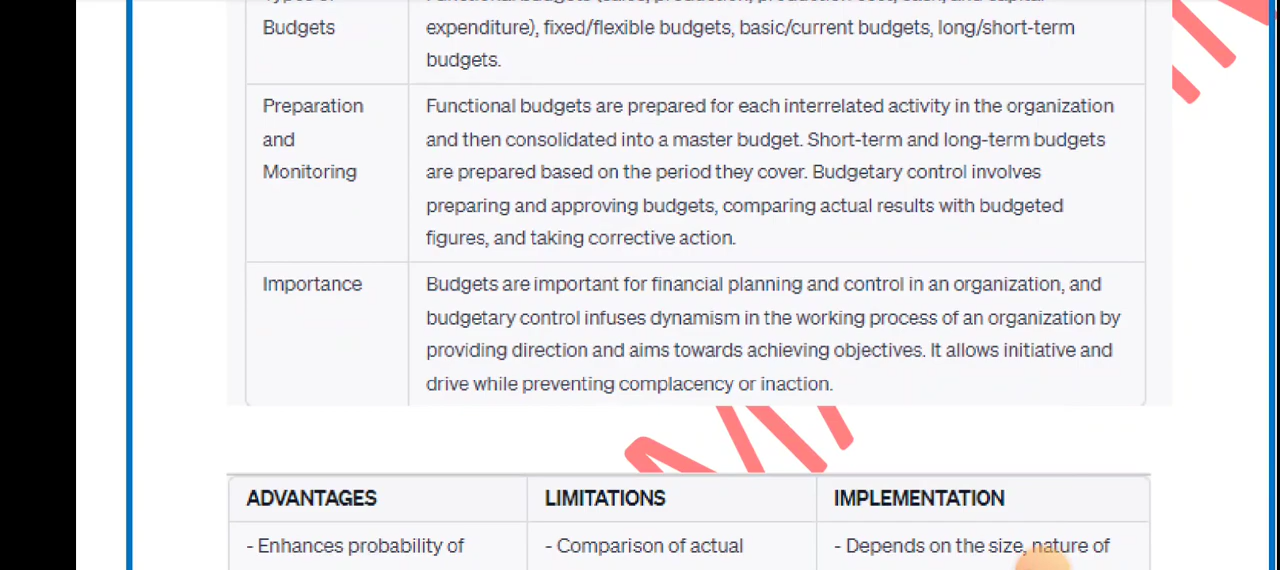 Budgets
expenditure), fixed/flexible budgets, basic/current budgets, long/short-term
budgets.
Preparation
and
Monitoring
Functional budgets are prepared for each interrelated activity in the organization
and then consolidated into a master budget. Short-term and long-term budgets
are prepared based on the period they cover. Budgetary control involves
preparing and approving budgets, comparing actual results with budgeted
figures, and taking corrective action.
Importance
Budgets are important for financial planning and control in an organization, and
budgetary control infuses dynamism in the working process of an organization by
providing direction and aims towards achieving objectives. It allows initiative and
drive while preventing complacency or inaction.
ADVANTAGES
LIMITATIONS
IMPLEMENTATION
- Enhances probability of
- Comparison of actual
- Depends on the size, nature of